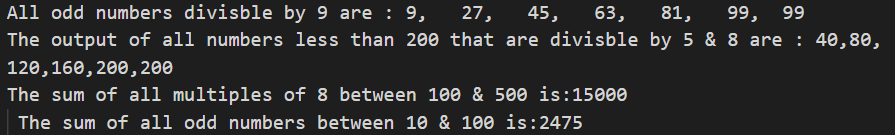 All odd numbers divisble by 9 are : 9,   27,   45,   63,   81,   99,  99
The output of all numbers less than 200 that are divisble by 5 & 8 are : 40,80,
120,160,200,200
The sum of all multiples of 8 between 100 & 500 is:15000
The sum of all odd numbers between 10 & 100 is:2475